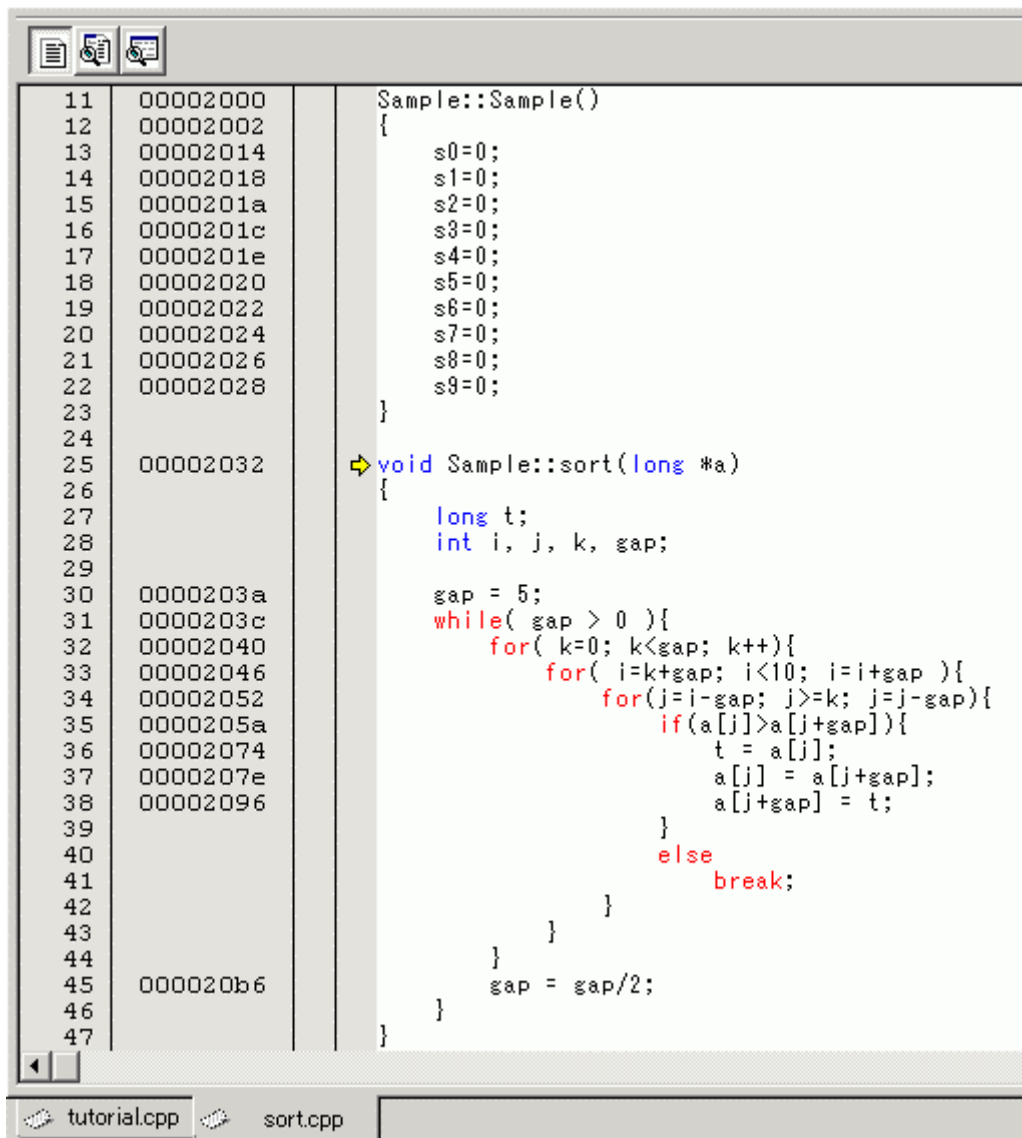 11 00002000 Sample::Sample()
12 00002002 {
13 00002014 s0=0;
14 00002018 s1=0;
15 0000201a s2=0;
16 0000201c s3=0;
17 0000201e s4=0;
18 00002020 s5=0;
19 00002022 s6=0;
20 00002024 s7=0;
21 00002026 s8=0;
22 00002028 s9=0;
23 }
24
25 00002032 void Sample::sort(long *a)
26 {
27 long t;
28 int i, j, k, gap;
29
30 0000203a gap = 5;
31 0000203c while( gap > 0 ){
32 00002040 for( k=0; k<gap; k++){
33 00002046 for( i=k+gap; i<10; i=i+gap ){
34 00002052 for(j=i-gap; j>=k; j=j-gap){
35 0000205a if(a[j]>a[j+gap]){
36 00002074 t = a[j];
37 0000207e a[j] = a[j+gap];
38 00002096 a[j+gap] = t;
39 }
40 else
41 break;
42 }
43 }
44 }
45 000020b6 gap = gap/2;
46 }
47 }
tutorial.cpp sort.cpp